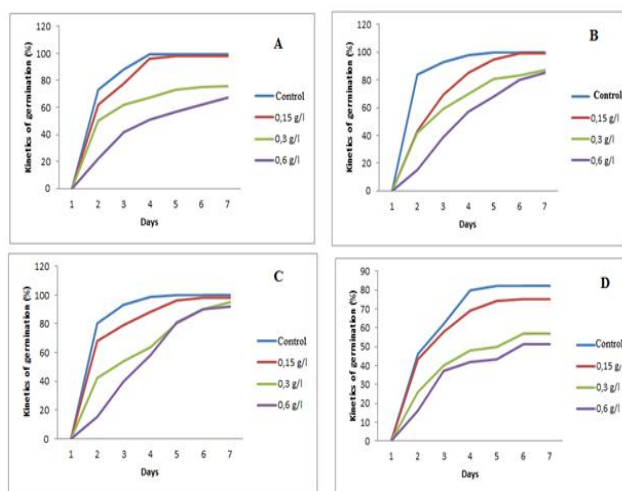 A
Kinetics of germination (%)
120
100
80
60
40
20
0
1 2 3 4 5 6 7
Days
Control
0,15 g/l
0,3 g/l
0,6 g/l
B
Kinetics of germination (%)
120
100
80
60
40
20
0
1 2 3 4 5 6 7
Days
Control
0,15 g/l
0,3 g/l
0,6 g/l
C
Kinetics of germination (%)
120
100
80
60
40
20
0
1 2 3 4 5 6 7
Days
Control
0,15 g/l
0,3 g/l
0,6 g/l
D
Kinetics of germination (%)
90
80
70
60
50
40
30
20
10
0
1 2 3 4 5 6 7
Days
Control
0,15 g/
0,3 g/l
0,6 g/l